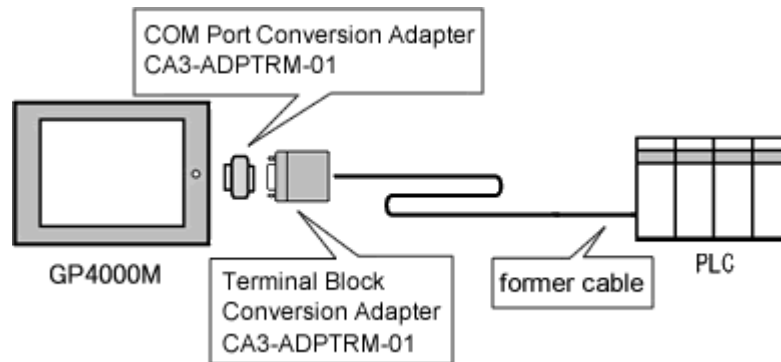 COM Port Conversion Adapter
CA3-ADPTRM-01
GP4000M
Terminal Block
Conversion Adapter
CA3-ADPTRM-01
former cable
PLC